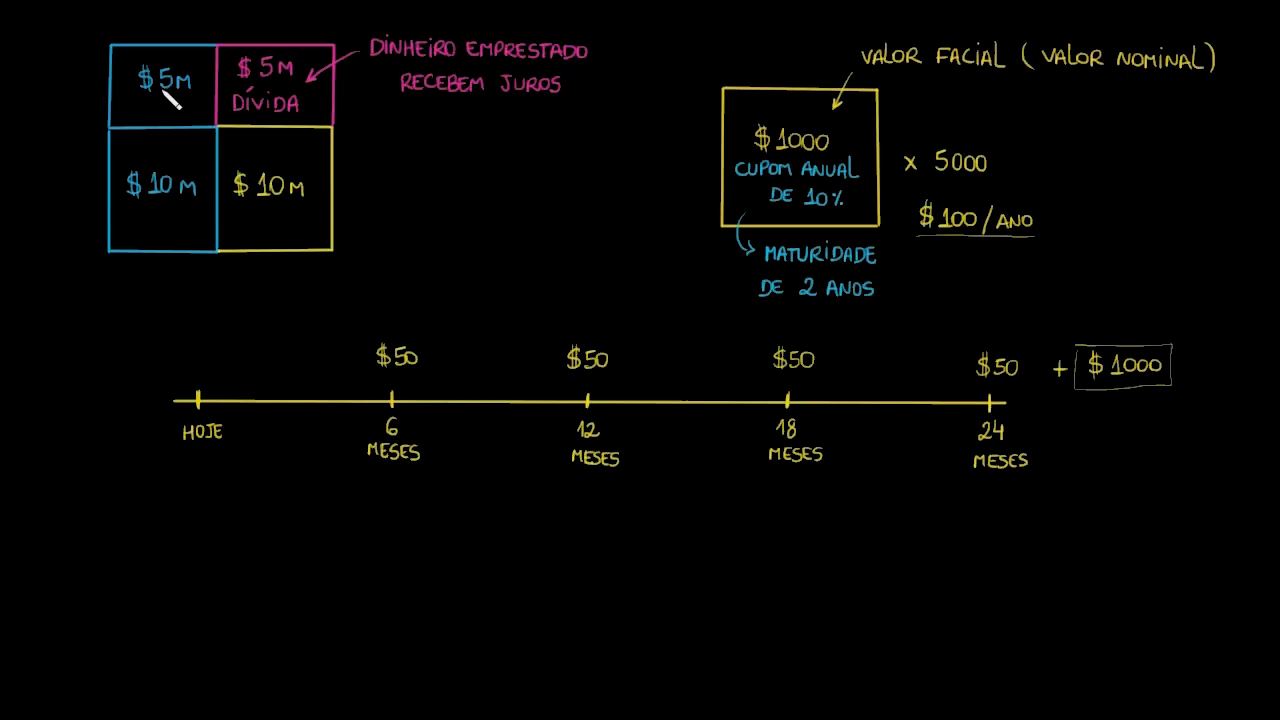 $5M
$5M
DÍVIDA
DINHEIRO EMPRESTADO
RECEBEM JUROS
$10M
$10M
VALOR FACIAL (VALOR NOMINAL)
$1000
CUPOM ANUAL
DE 10%
x 5000
$100/ANO
MATURIDADE
DE 2 ANOS
$50
$50
$50
$50 + $1000
HOJE
6
MESES
12
MESES
18
MESES
24
MESES